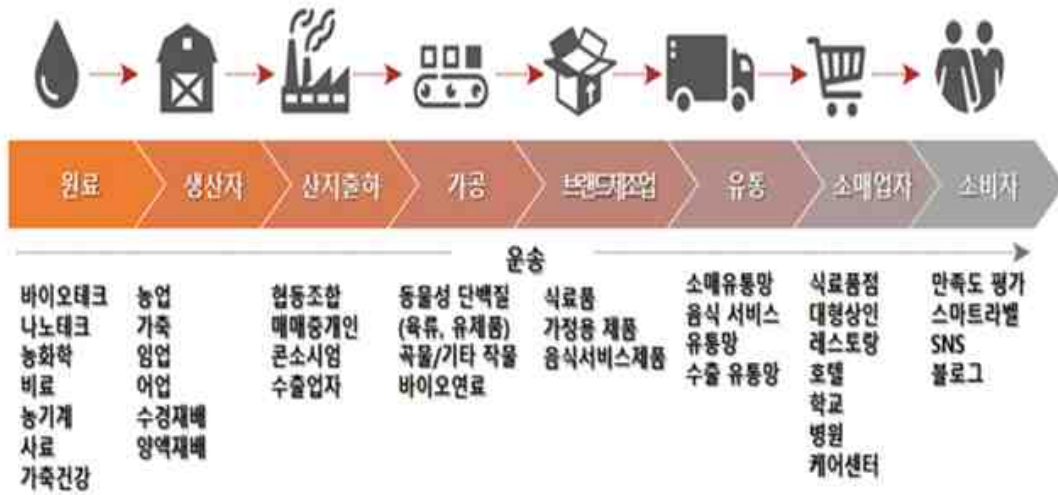 원료
생산자
산지출하
가공
브랜드제조업
유통
소매업자
소비자
운송
바이오테크
나노테크
농화학
비료
농기계
사료
가축건강
농업
가축
임업
어업
수경재배
양액재배
협동조합
매매중개인
콘소시엄
수출업자
동물성 단백질
(육류, 유제품)
곡물/기타 작물
바이오연료
식료품
가정용 제품
음식서비스제품
소매유통망
음식 서비스
유통망
수출 유통망
식료품점
대형상인
레스토랑
호텔
학교
병원
케어센터
만족도 평가
스마트라벨
SNS
블로그